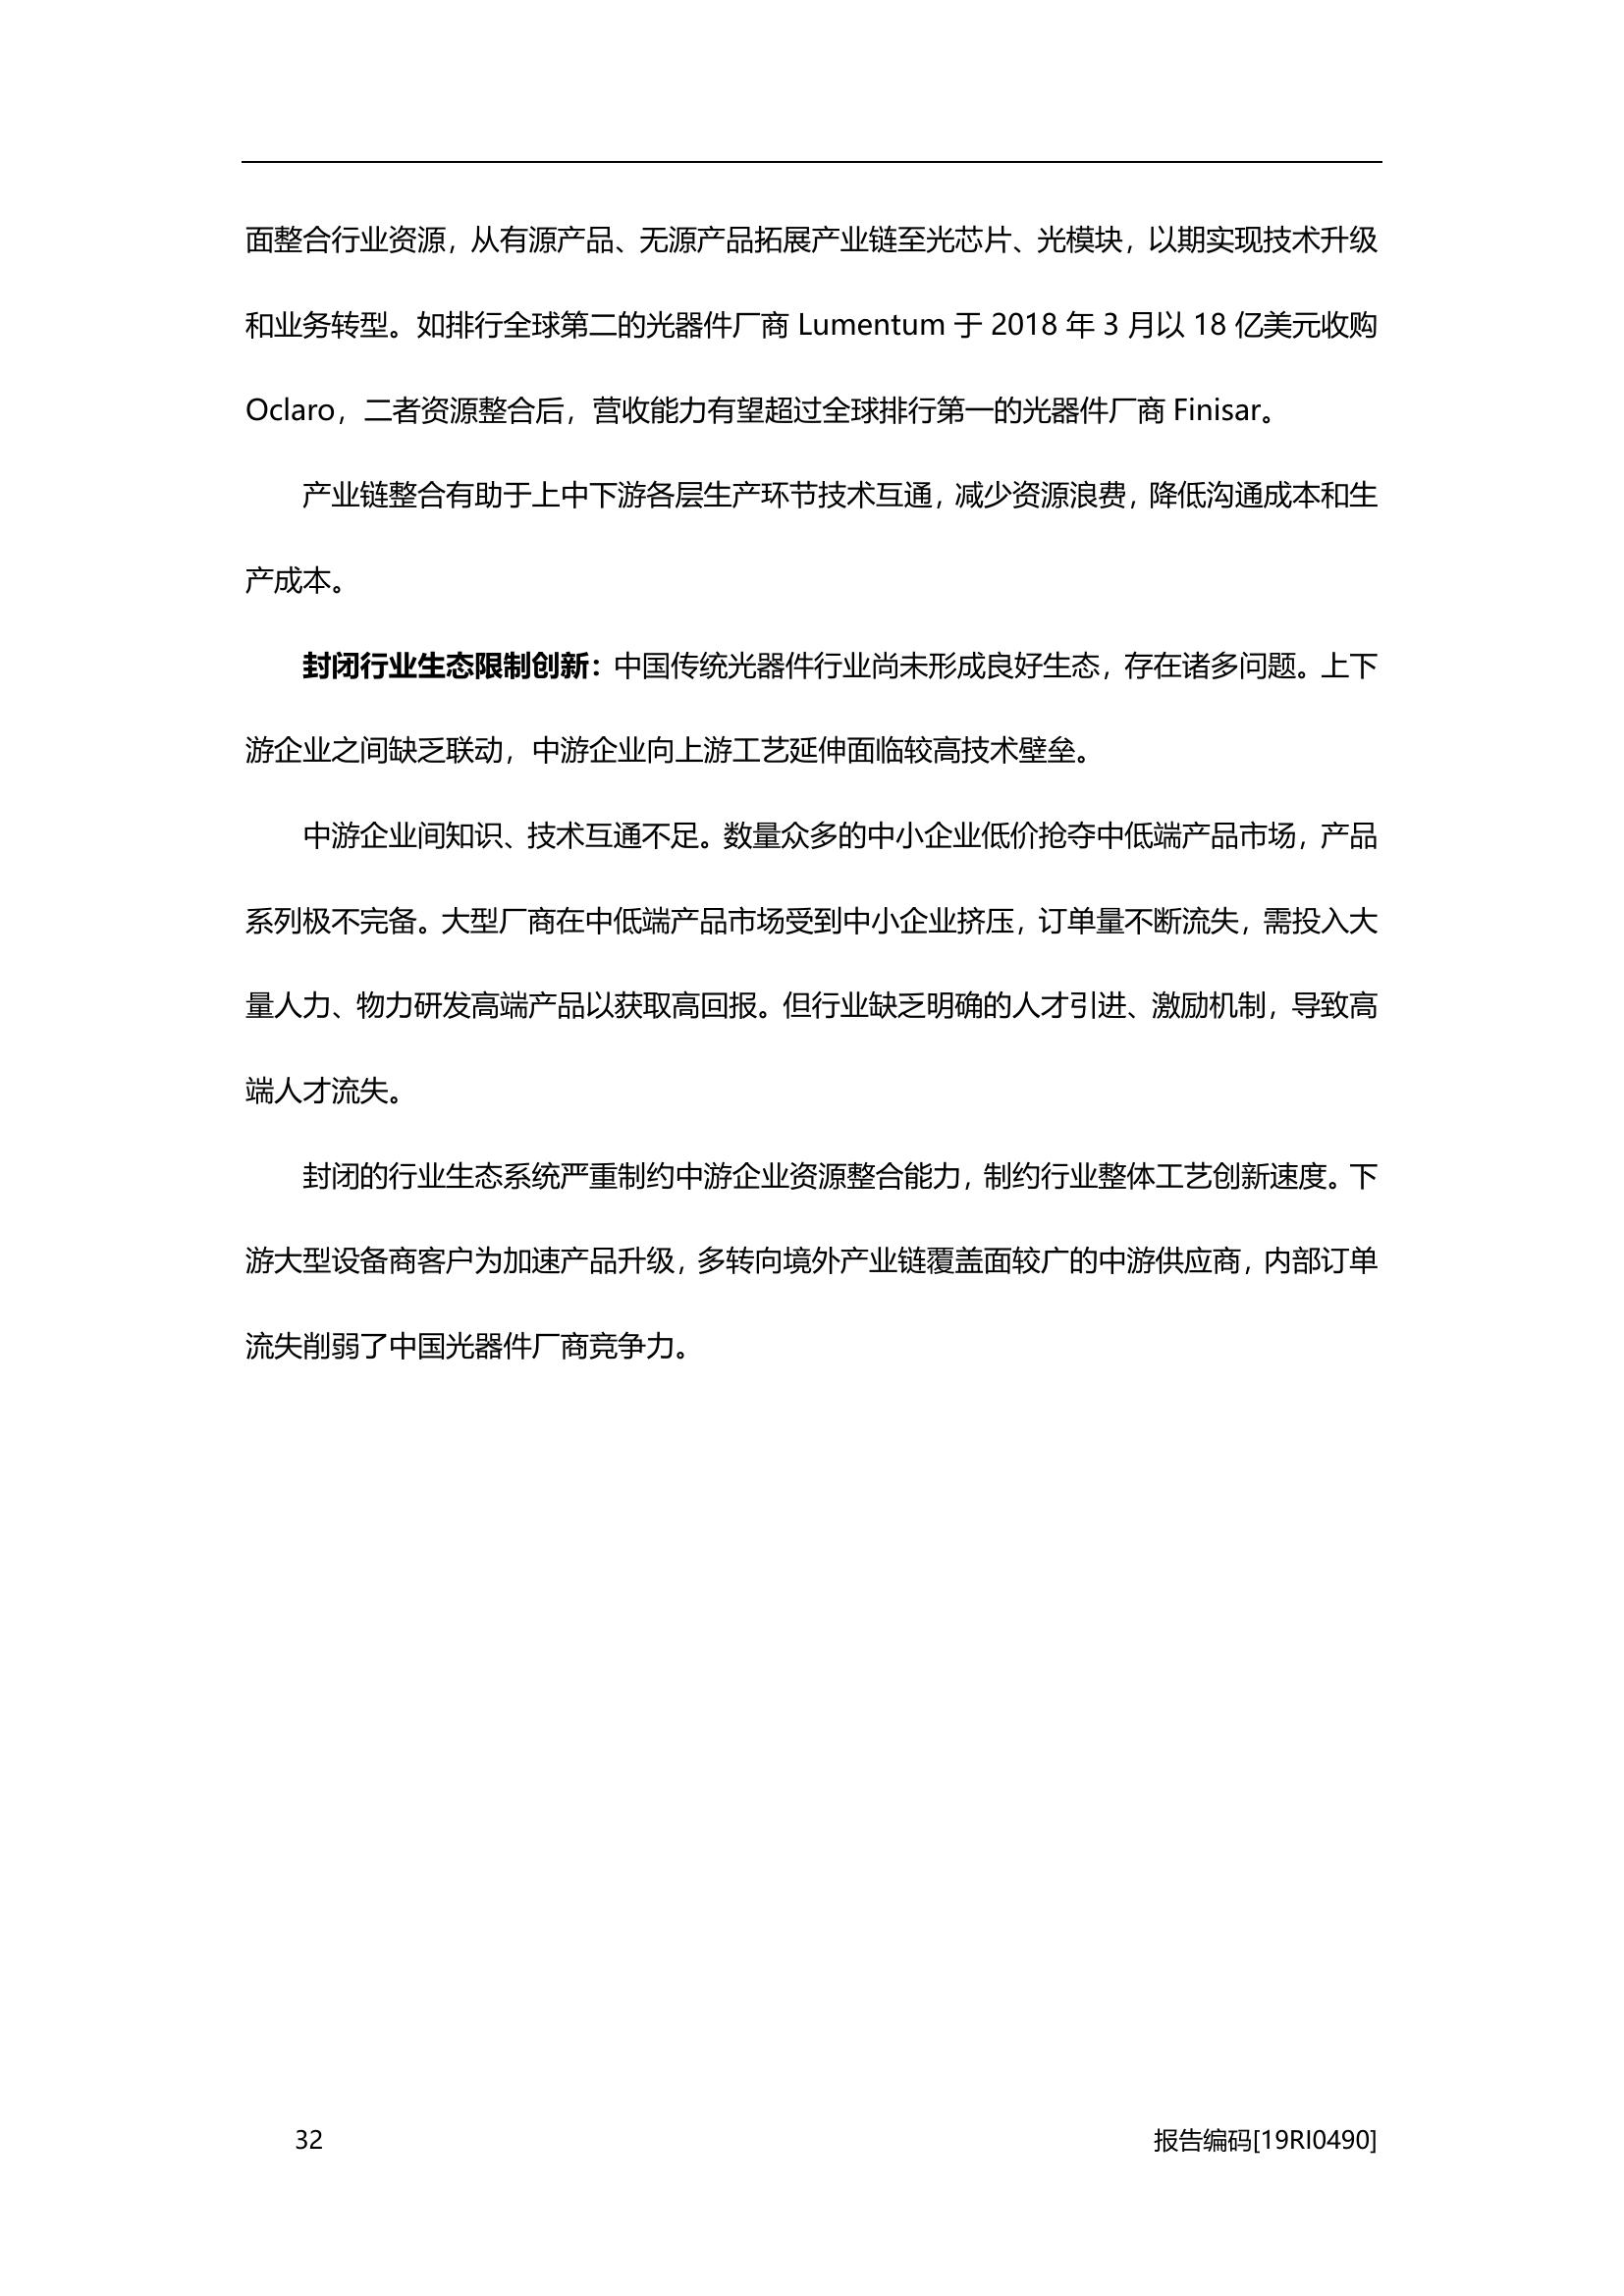 面整合行业资源，从有源产品、无源产品拓展产业链至光芯片、光模块，以期实现技术升级
和业务转型。如排行全球第二的光器件厂商 Lumentum 于 2018 年 3 月以 18 亿美元收购
Oclaro，二者资源整合后，营收能力有望超过全球排行第一的光器件厂商 Finisar。
产业链整合有助于上中下游各层生产环节技术互通，减少资源浪费，降低沟通成本和生
产成本。
封闭行业生态限制创新：中国传统光器件行业尚未形成良好生态，存在诸多问题。上下
游企业之间缺乏联动，中游企业向上游工艺延伸面临较高技术壁垒。
中游企业间知识、技术互通不足。数量众多的中小企业低价抢夺中低端产品市场，产品
系列极不完备。大型厂商在中低端产品市场受到中小企业挤压，订单量不断流失，需投入大
量人力、物力研发高端产品以获取高回报。但行业缺乏明确的人才引进、激励机制，导致高
端人才流失。
封闭的行业生态系统严重制约中游企业资源整合能力，制约行业整体工艺创新速度。下
游大型设备商客户为加速产品升级，多转向境外产业链覆盖面较广的中游供应商，内部订单
流失削弱了中国光器件厂商竞争力。
32 报告编码[19RI0490]